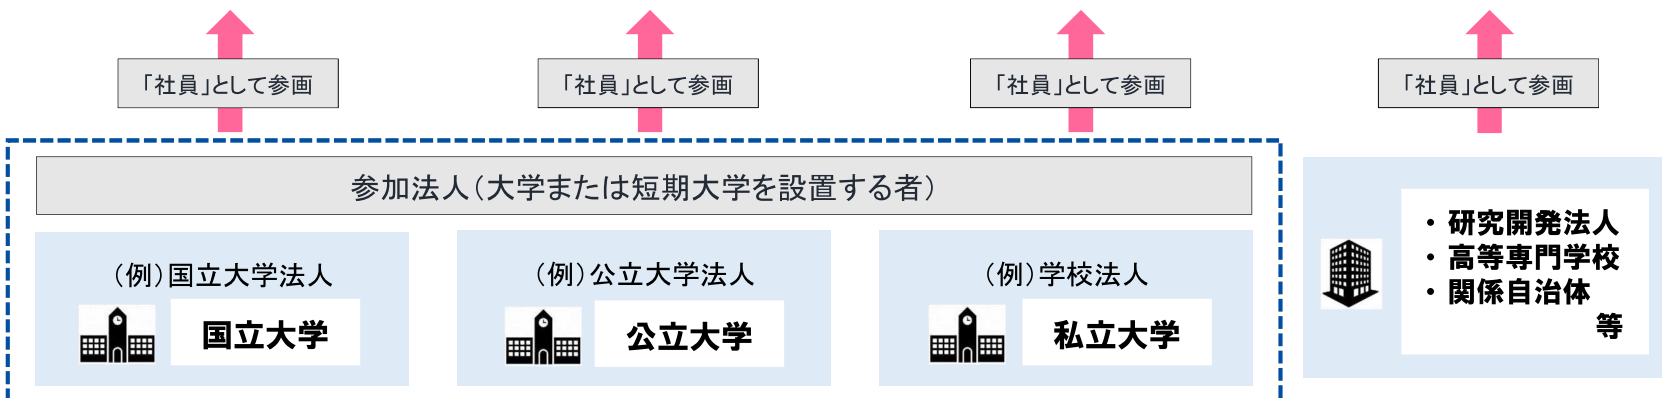 「社員」として参画
「社員」として参画
「社員」として参画
「社員」として参画
参加法人（大学または短期大学を設置する者）
（例）国立大学法人
国立大学
（例）公立大学法人
公立大学
（例）学校法人
私立大学
・ 研究開発法人
・ 高等専門学校
・ 関係自治体
等